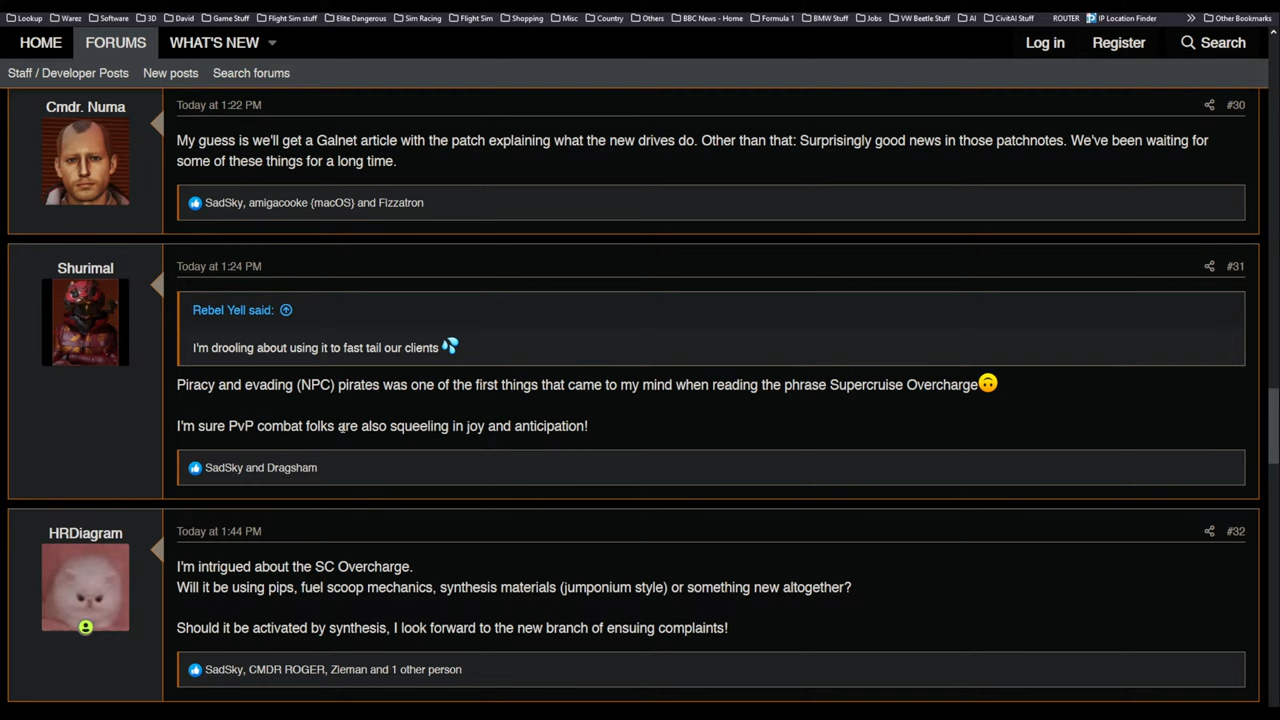 Lookup Warez Software 3D David Game Stuff Flight Sim stuff Elite Dangerous Sim Racing Flight Sim Shopping Misc Country Others BBC News - Home Formula 1 BMW Stuff Jobs VW Beetle Stuff AI CivitAI Stuff ROUTER IP Location Finder » Other Bookmarks
HOME FORUMS WHAT'S NEW Log in Register Search
Staff / Developer Posts New posts Search forums
Cmdr. Numa
Today at 1:22 PM #30
My guess is we'll get a Galnet article with the patch explaining what the new drives do. Other than that: Surprisingly good news in those patchnotes. We've been waiting for
some of these things for a long time.
SadSky, amigacooke {macOS} and Fizzatron
Shurimal
Today at 1:24 PM #31
Rebel Yell said:
I'm drooling about using it to fast tail our clients 💦
Piracy and evading (NPC) pirates was one of the first things that came to my mind when reading the phrase Supercruise Overcharge🙃
I'm sure PvP combat folks are also squeeling in joy and anticipation!
SadSky and Dragsham
HRDiagram
Today at 1:44 PM #32
I'm intrigued about the SC Overcharge.
Will it be using pips, fuel scoop mechanics, synthesis materials (jumponium style) or something new altogether?
Should it be activated by synthesis, I look forward to the new branch of ensuing complaints!
SadSky, CMDR ROGER, Zieman and 1 other person